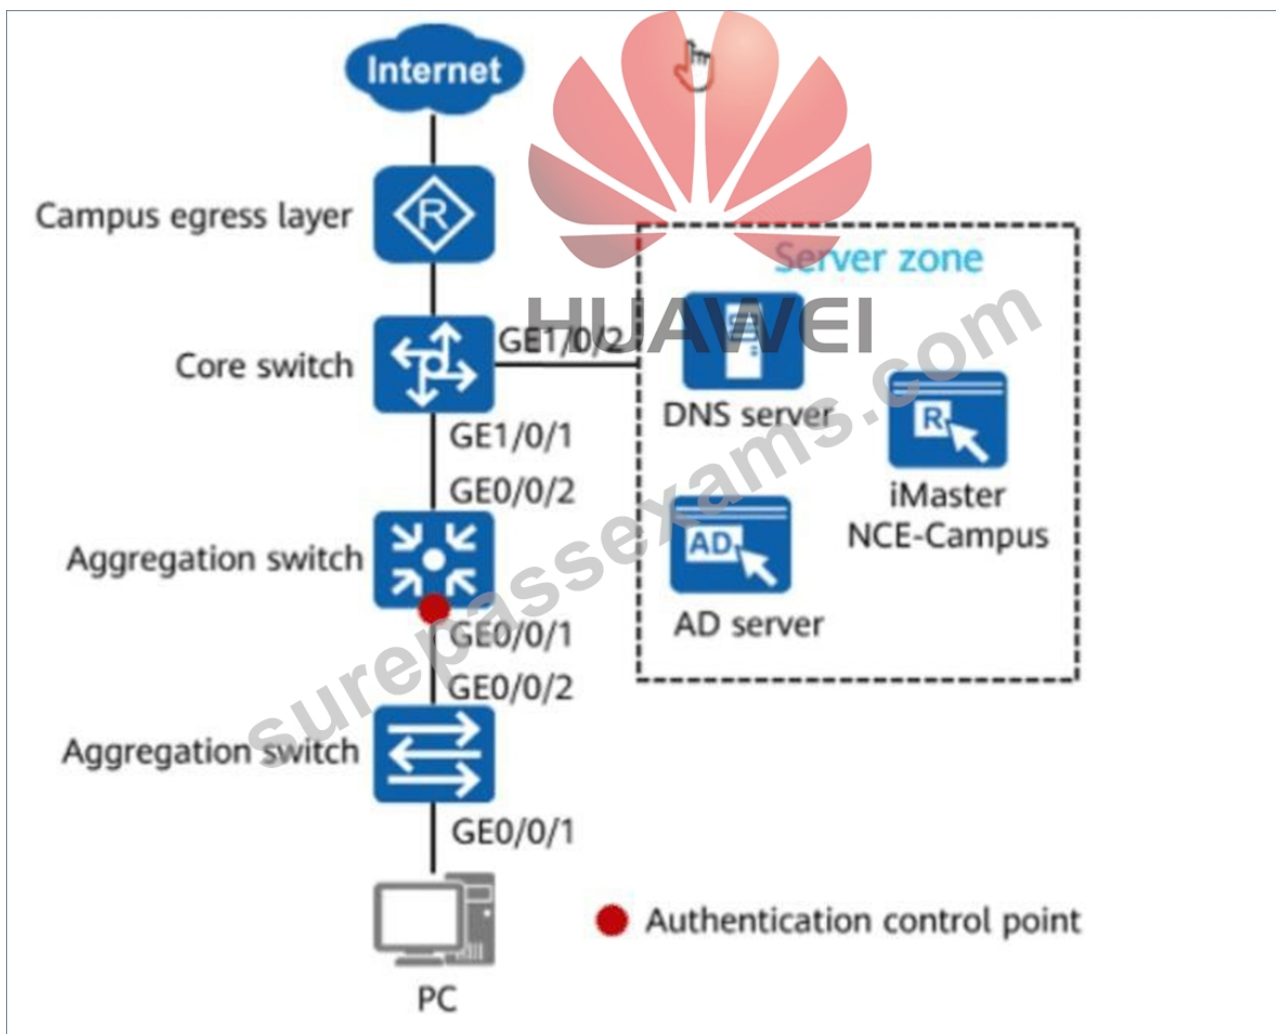 Internet
Campus egress layer
R
Server zone
HUAWEI
GE1/0/2
Core switch
DNS server
GE1/0/1
R
GE0/0/2
iMaster
NCE-Campus
Aggregation switch
AD
AD server
GE0/0/1
GE0/0/2
Aggregation switch
GE0/0/1
Authentication control point
PC
surepassexams.com